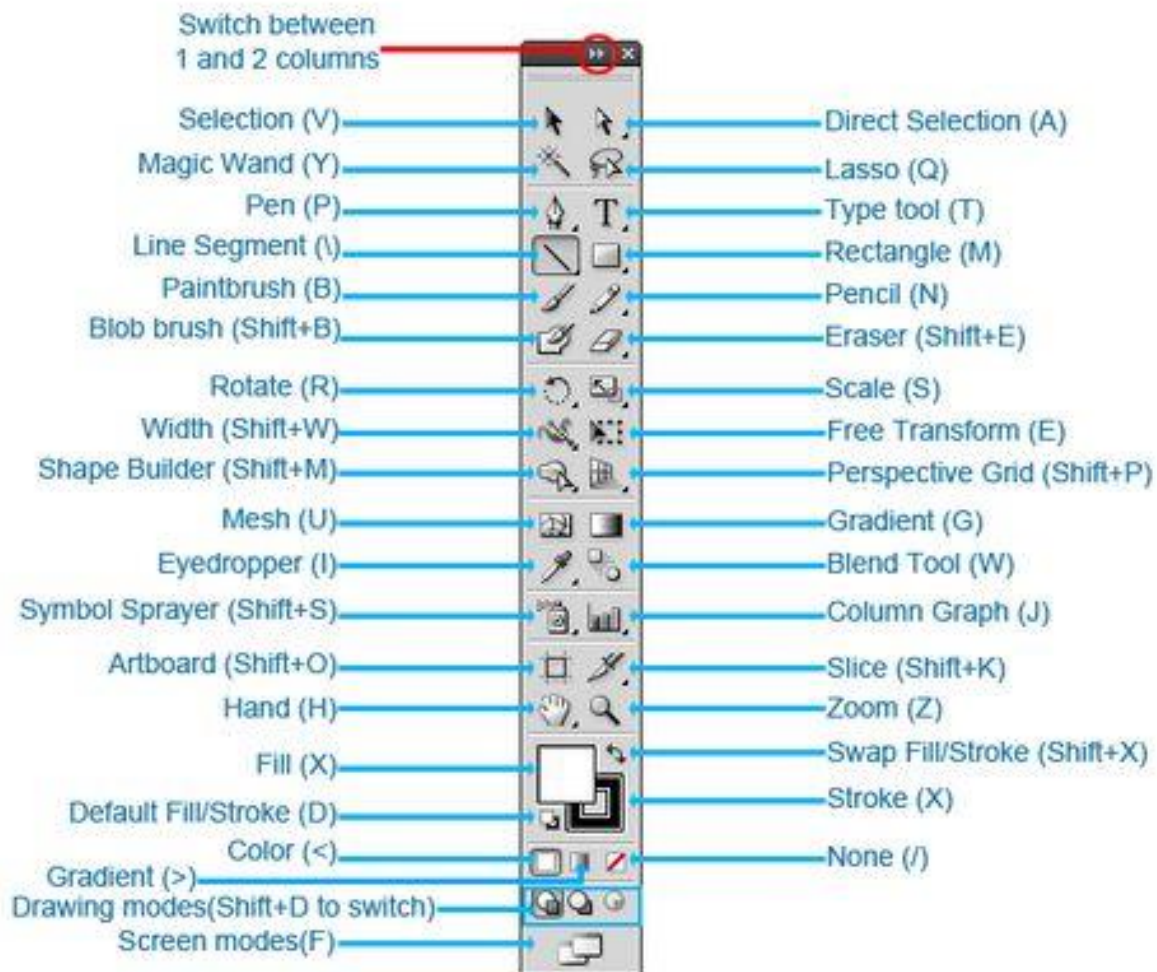 Switch between
1 and 2 columns
Selection (V)
Direct Selection (A)
Magic Wand (Y)
Lasso (Q)
Pen (P)
Type tool (T)
Line Segment (\)
Rectangle (M)
Paintbrush (B)
Pencil (N)
Blob brush (Shift+B)
Eraser (Shift+E)
Rotate (R)
Scale (S)
Width (Shift+W)
Free Transform (E)
Shape Builder (Shift+M)
Perspective Grid (Shift+P)
Mesh (U)
Gradient (G)
Eyedropper (I)
Blend Tool (W)
Symbol Sprayer (Shift+S)
Column Graph (J)
Artboard (Shift+O)
Slice (Shift+K)
Hand (H)
Zoom (Z)
Fill (X)
Swap Fill/Stroke (Shift+X)
Default Fill/Stroke (D)
Stroke (X)
Color (<)
None (/)
Gradient (>)
Drawing modes(Shift+D to switch)
Screen modes(F)